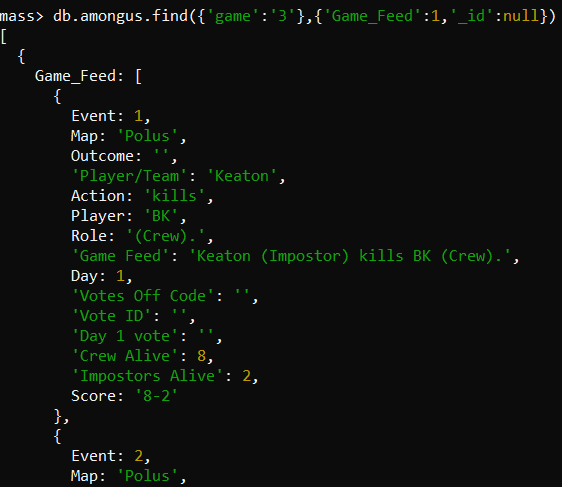 mass> db.amongus.find({'game':'3'},{'Game_Feed':1,'_id':null})
[
  {
    Game_Feed: [
      {
        Event: 1,
        Map: 'Polus',
        Outcome: '',
        'Player/Team': 'Keaton',
        Action: 'kills',
        Player: 'BK',
        Role: '(Crew).',
        'Game Feed': 'Keaton (Impostor) kills BK (Crew).',
        Day: 1,
        'Votes Off Code': '',
        'Vote ID': '',
        'Day 1 vote': '',
        'Crew Alive': 8,
        'Impostors Alive': 2,
        Score: '8-2'
      },
      {
        Event: 2,
        Map: 'Polus',